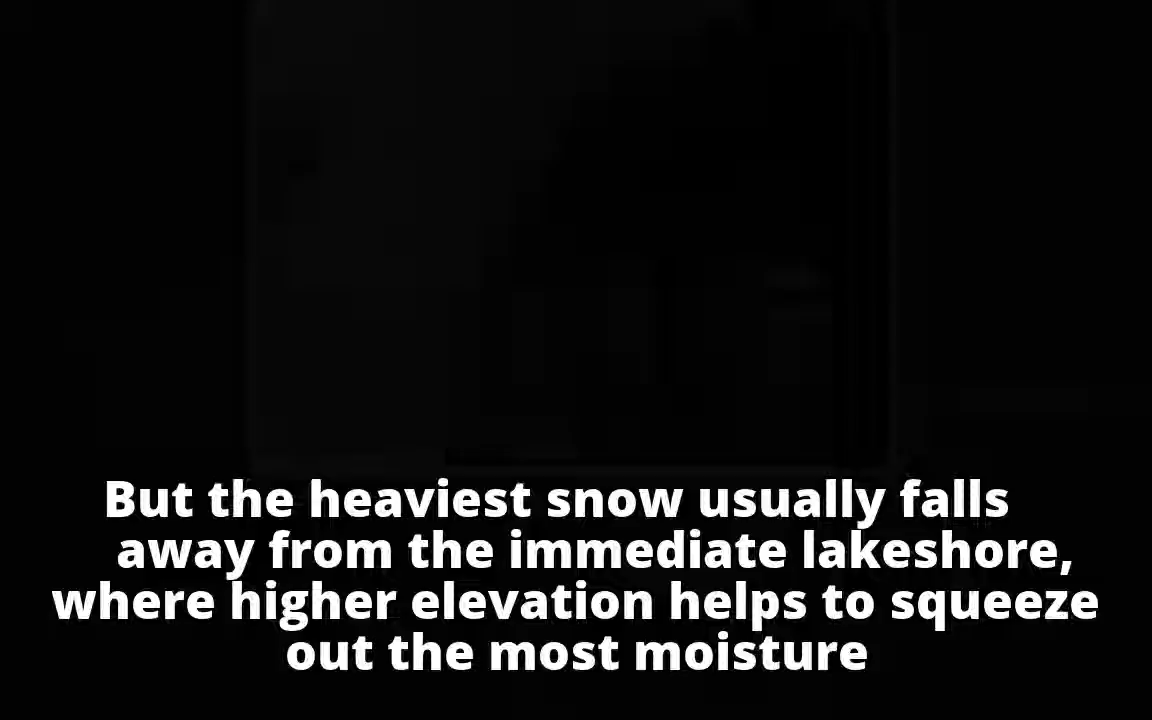 But the heaviest snow usually falls
away from the immediate lakeshore,
where higher elevation helps to squeeze
out the most moisture